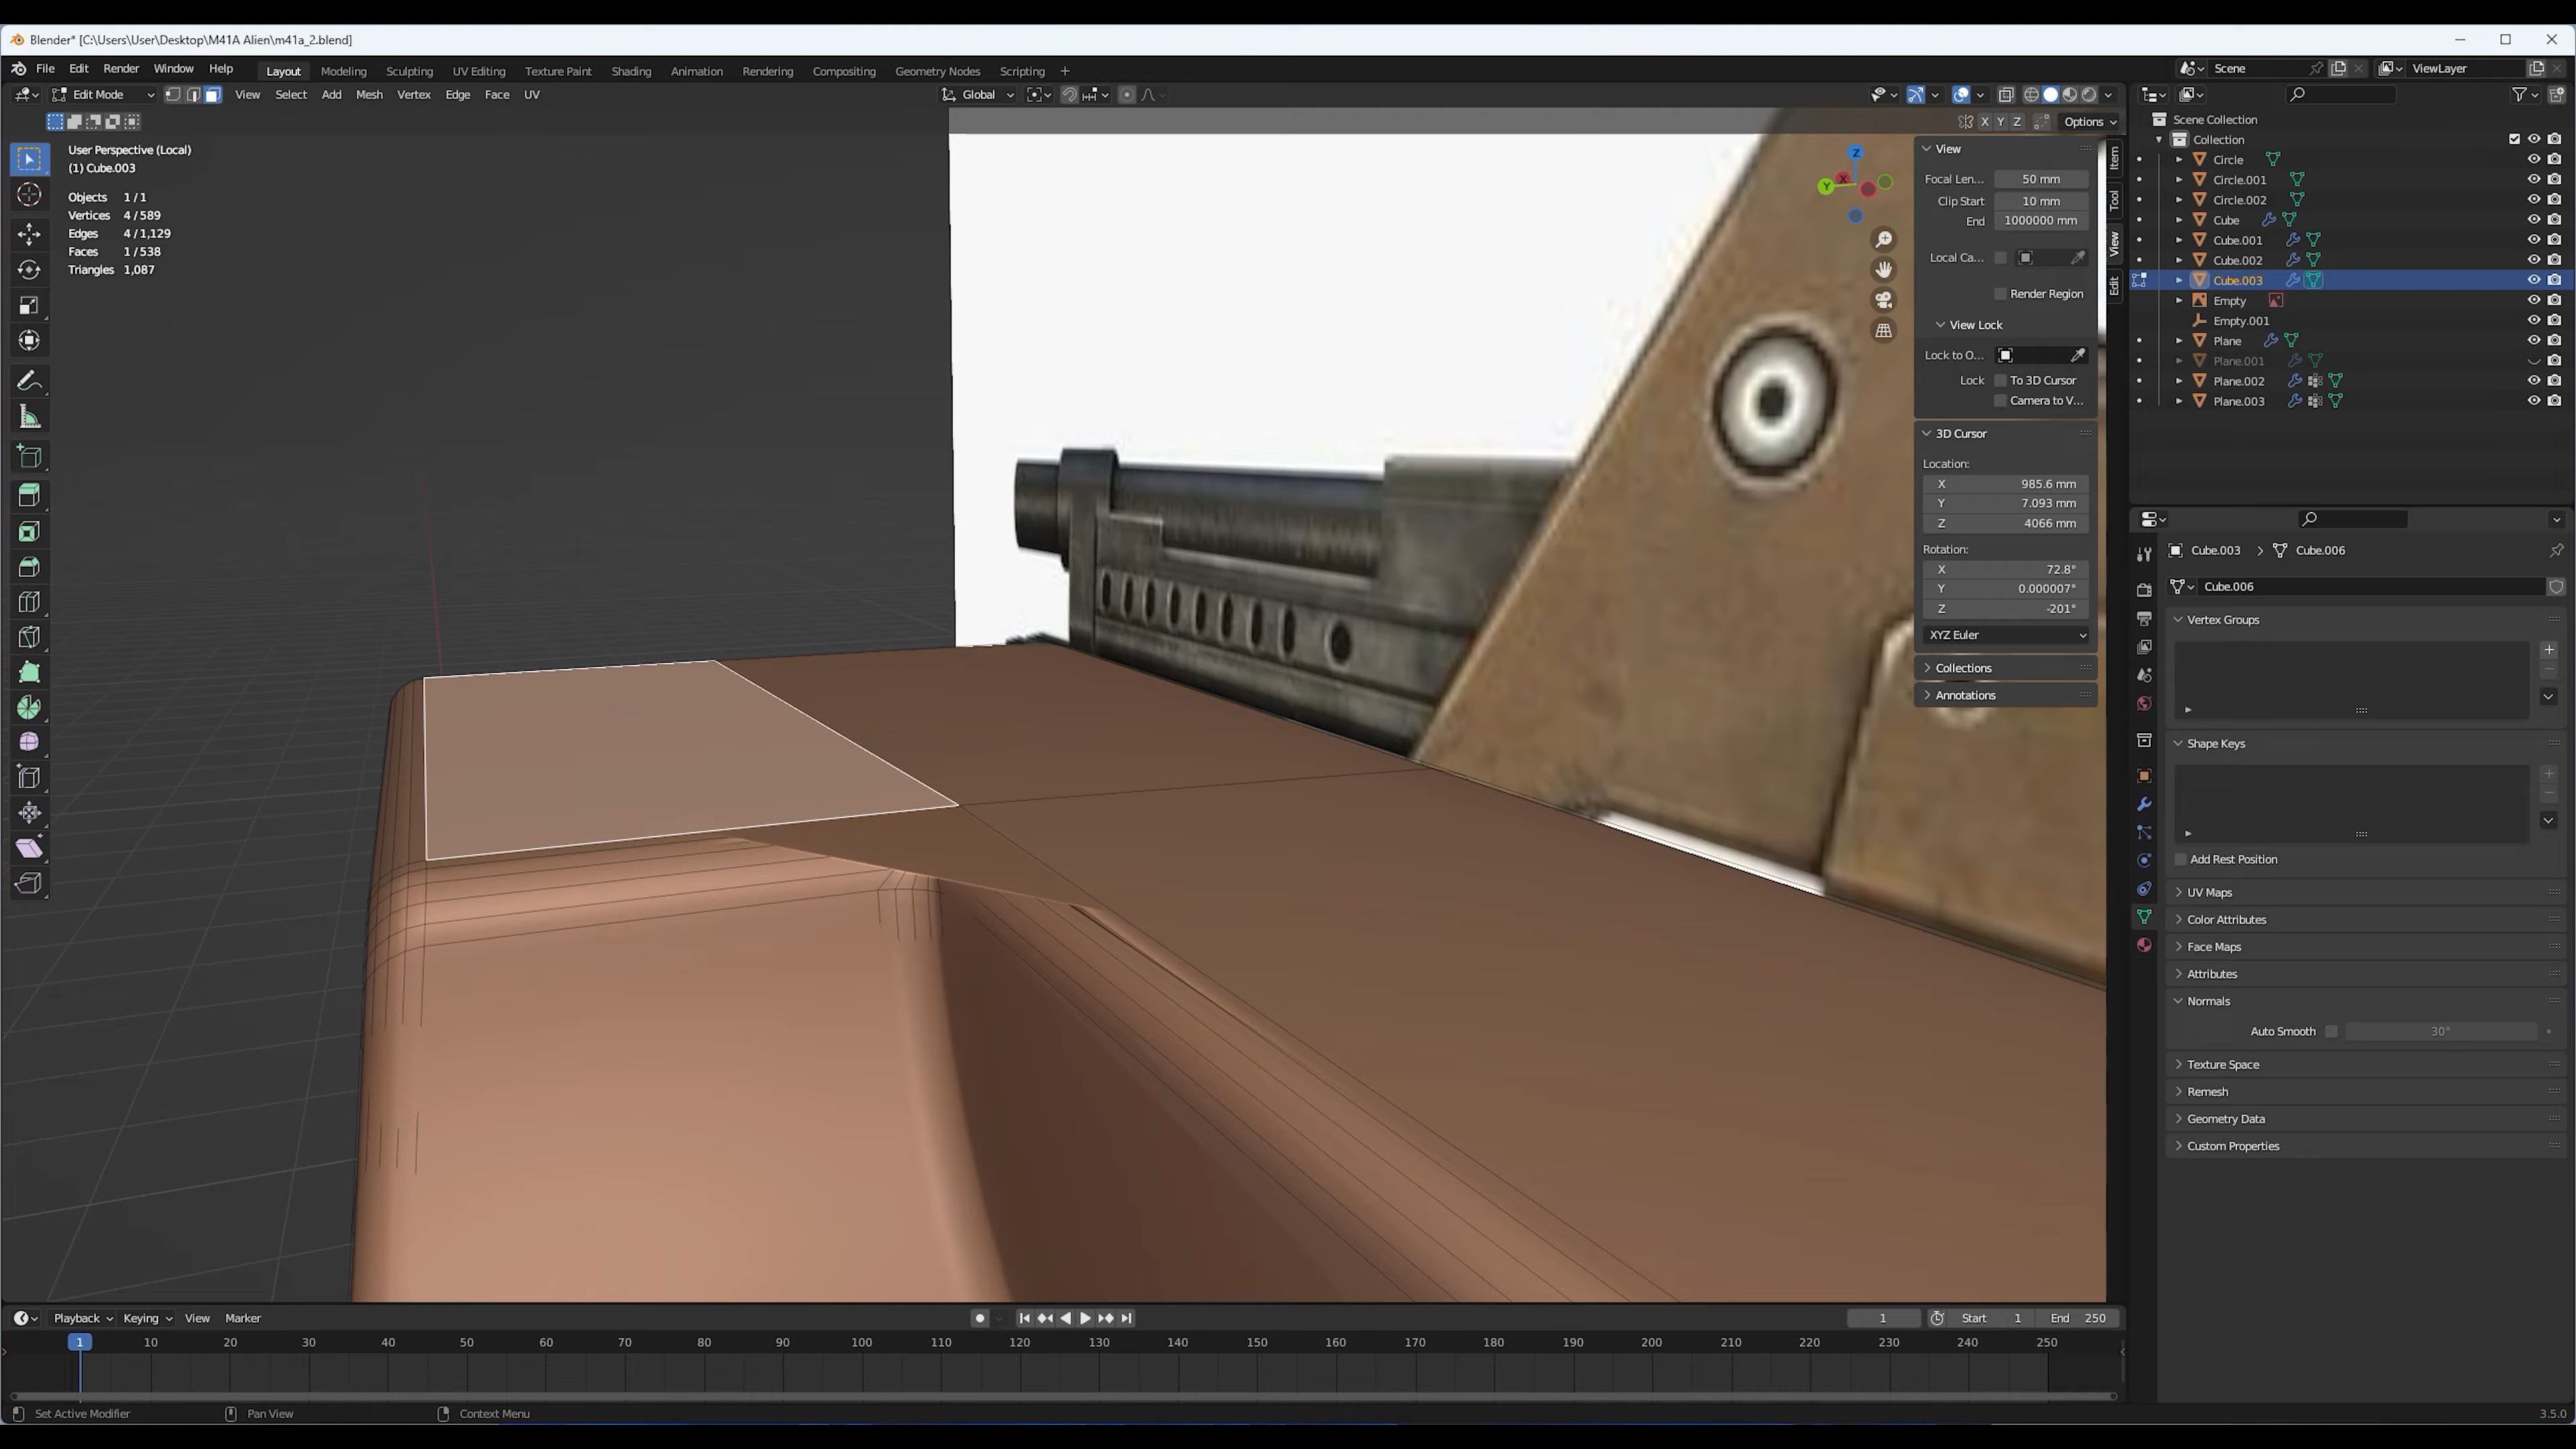 Blender* [C:\Users\User\Desktop\M41A Alien\m41a_2.blend]
File Edit Render Window Help Layout Modeling Sculpting UV Editing Texture Paint Shading Animation Rendering Compositing Geometry Nodes Scripting + Scene ViewLayer
Edit Mode View Select Add Mesh Vertex Edge Face UV Global
X Y Z Options
User Perspective (Local)
(1) Cube.003
Objects 1 / 1
Vertices 4 / 589
Edges 4 / 1,129
Faces 1 / 538
Triangles 1,087
Z
Y
X
View
Focal Len... 50 mm
Clip Start 10 mm
End 1000000 mm
Local Ca...
Render Region
View Lock
Lock to O...
Lock To 3D Cursor
Camera to V...
3D Cursor
Location:
X 985.6 mm
Y 7.093 mm
Z 4066 mm
Rotation:
X 72.8°
Y 0.000007°
Z -201°
XYZ Euler
Collections
Annotations
Item
Tool
View
Edit
Scene Collection
Collection
Circle
Circle.001
Circle.002
Cube
Cube.001
Cube.002
Cube.003
Empty
Empty.001
Plane
Plane.001
Plane.002
Plane.003
Cube.003 > Cube.006
Cube.006
Vertex Groups
Shape Keys
Add Rest Position
UV Maps
Color Attributes
Face Maps
Attributes
Normals
Auto Smooth 30°
Texture Space
Remesh
Geometry Data
Custom Properties
Playback Keying View Marker 1 Start 1 End 250
1 10 20 30 40 50 60 70 80 90 100 110 120 130 140 150 160 170 180 190 200 210 220 230 240 250
Set Active Modifier Pan View Context Menu 3.5.0